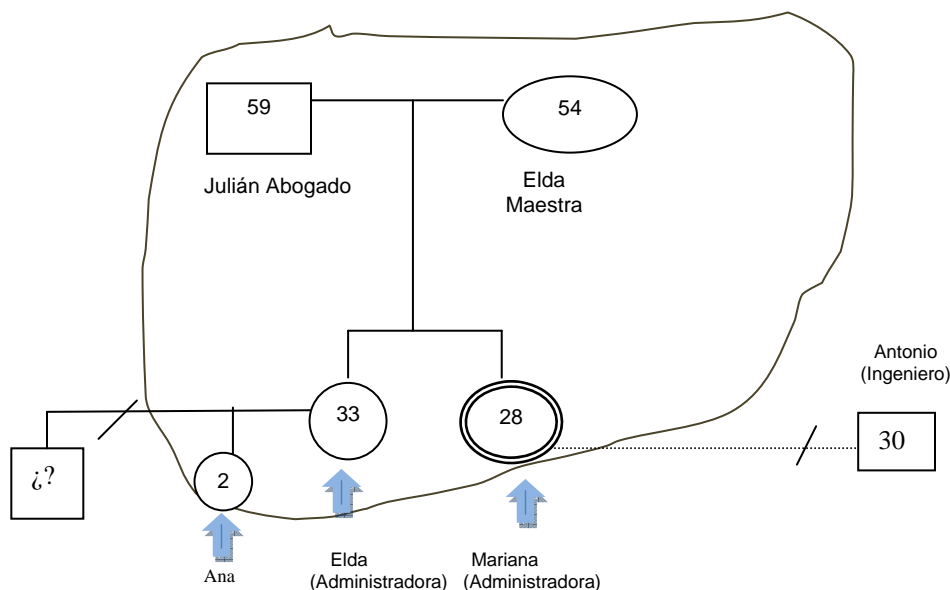 59
54
Julián Abogado
Elda
Maestra
Antonio
(Ingeniero)
33
28
30
¿?
2
Ana
Elda
(Administradora)
Mariana
(Administradora)